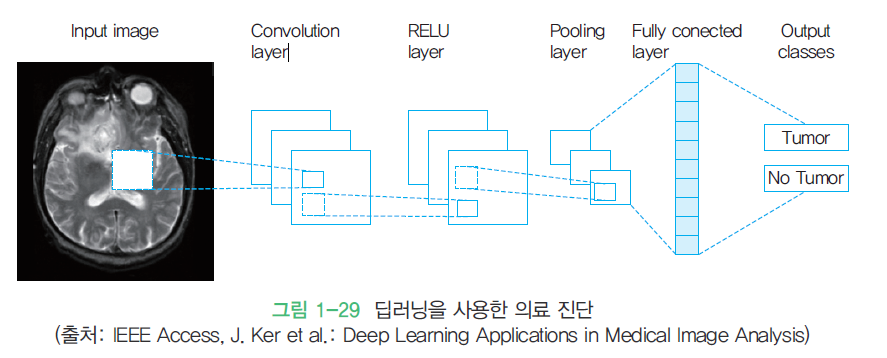 Input image
Convolution
layer
RELU
layer
Pooling
layer
Fully conected
layer
Output
classes
Tumor
No Tumor
그림 1-29 딥러닝을 사용한 의료 진단
(출처: IEEE Access, J. Ker et al.: Deep Learning Applications in Medical Image Analysis)